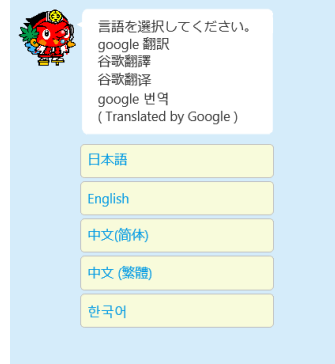 言語を選択してください。
google 翻訳
谷歌翻譯
谷歌翻译
google 번역
( Translated by Google )
日本語
English
中文(简体)
中文 (繁體)
한국어